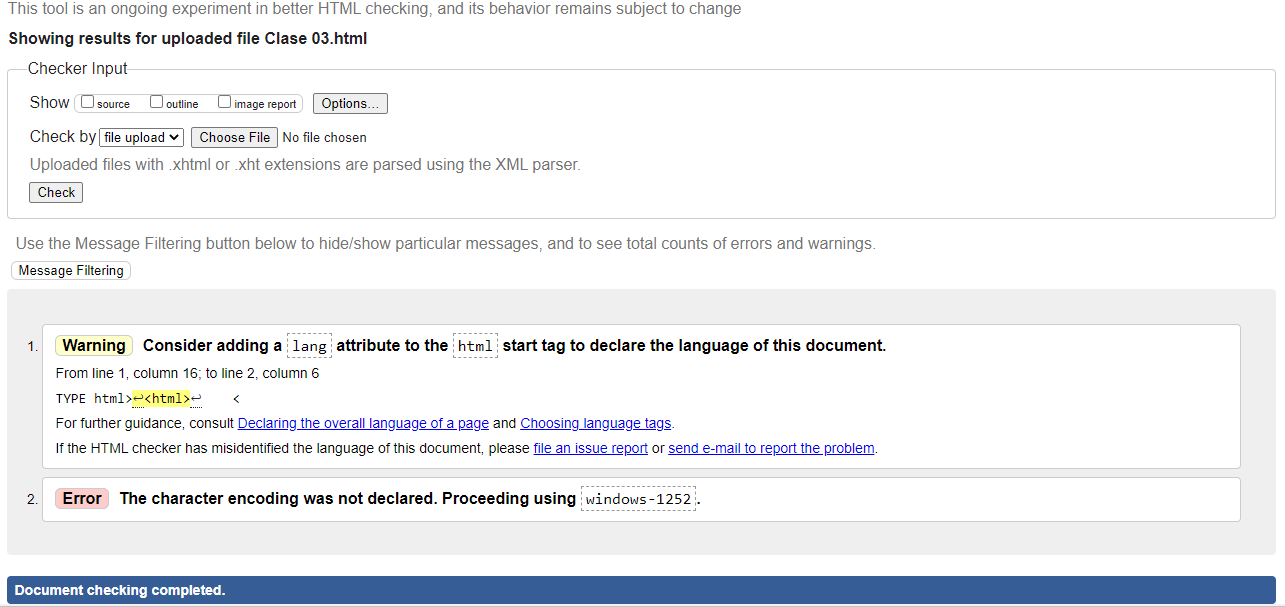 This tool is an ongoing experiment in better HTML checking, and its behavior remains subject to change
Showing results for uploaded file Clase 03.html
Checker Input
Show source outline image report Options...
Check by file upload Choose File No file chosen
Uploaded files with .xhtml or .xht extensions are parsed using the XML parser.
Check
Use the Message Filtering button below to hide/show particular messages, and to see total counts of errors and warnings.
Message Filtering
1. Warning Consider adding a lang attribute to the html start tag to declare the language of this document.
From line 1, column 16; to line 2, column 6
TYPE html>↩<html>↩ <
For further guidance, consult Declaring the overall language of a page and Choosing language tags.
If the HTML checker has misidentified the language of this document, please file an issue report or send e-mail to report the problem.
2. Error The character encoding was not declared. Proceeding using windows-1252.
Document checking completed.